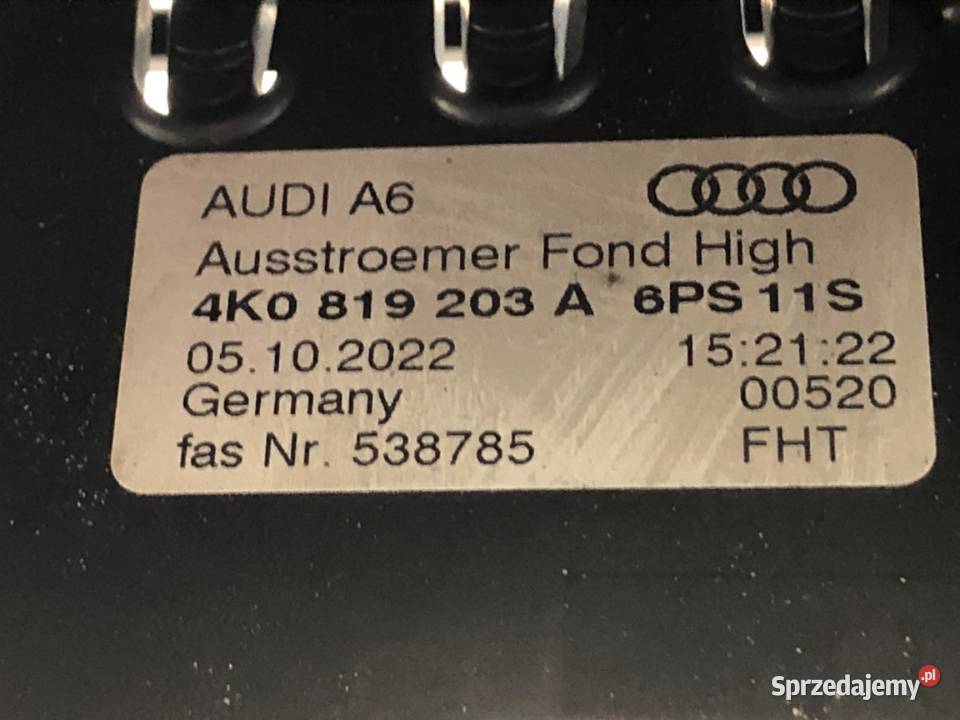 AUDI A6
Ausstroemer Fond High
4K0 819 203 A 6PS 11S
05.10.2022 15:21:22
Germany 00520
fas Nr. 538785 FHT
Sprzedajemy.pl